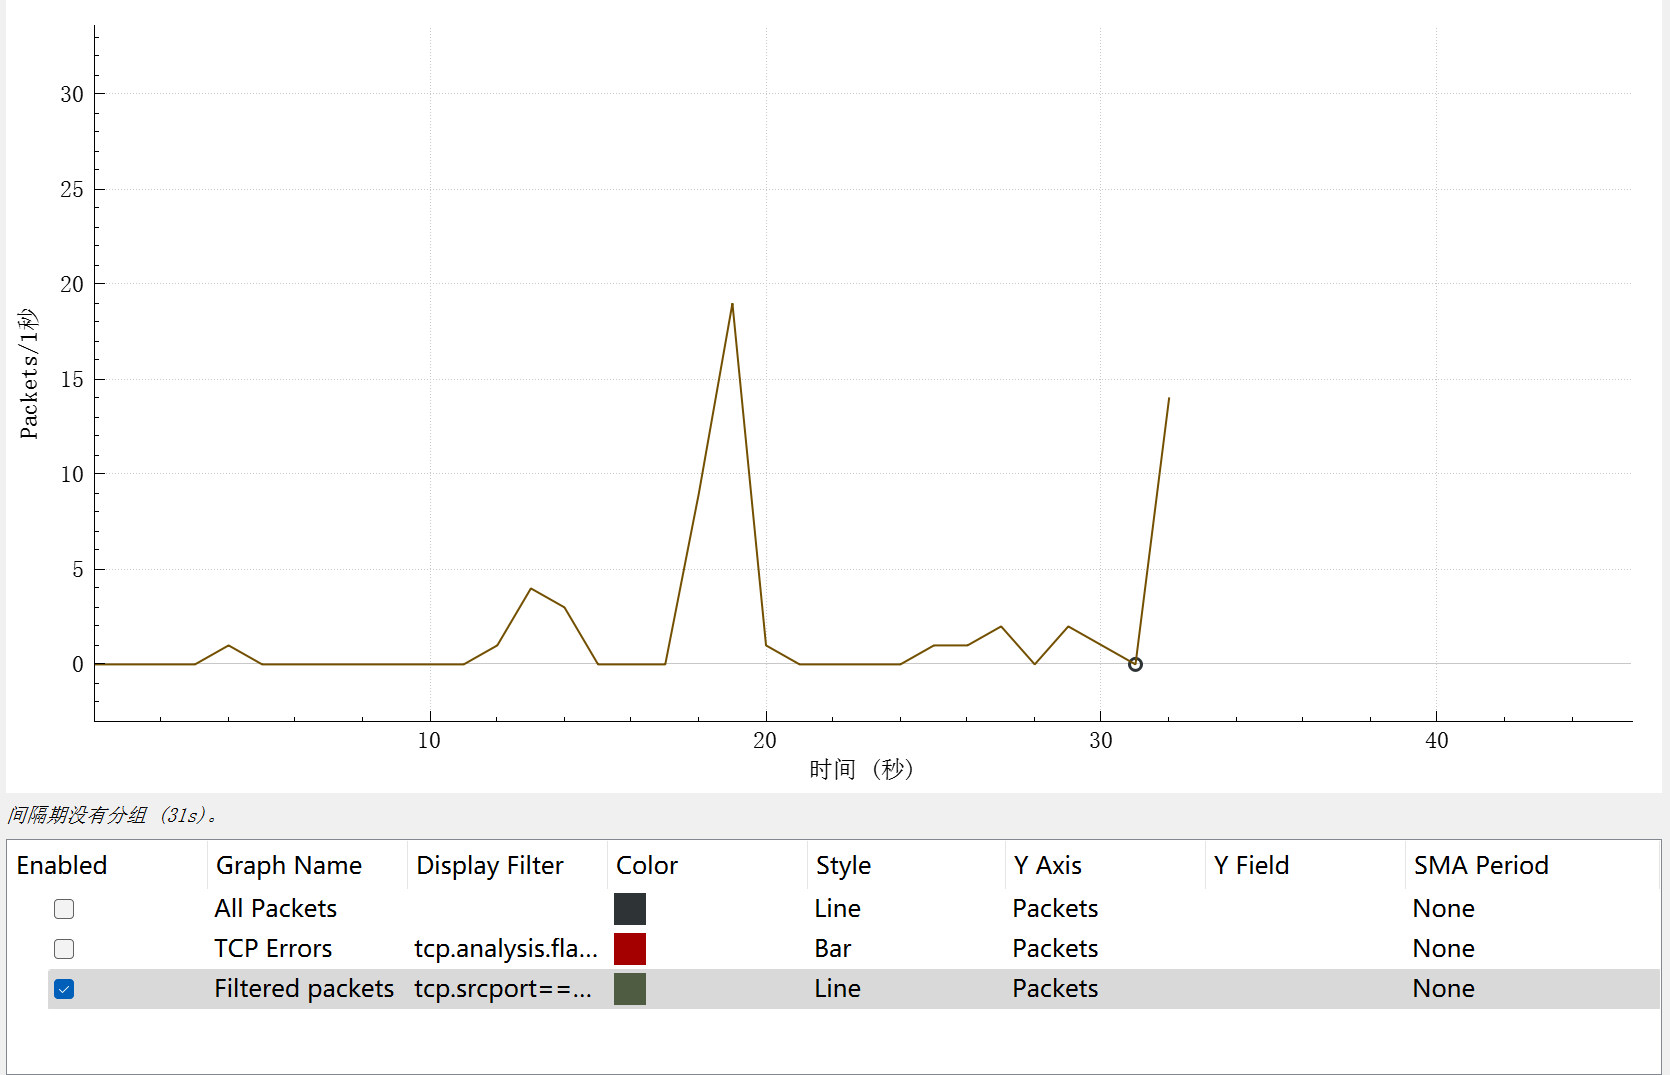 30
25
20
15
10
5
0
Packets/1秒
10 20 30 40
时间 (秒)
间隔期没有分组 (31s)。
Enabled Graph Name Display Filter Color Style Y Axis Y Field SMA Period
All Packets Line Packets None
TCP Errors tcp.analysis.fla... Bar Packets None
Filtered packets tcp.srcport==... Line Packets None